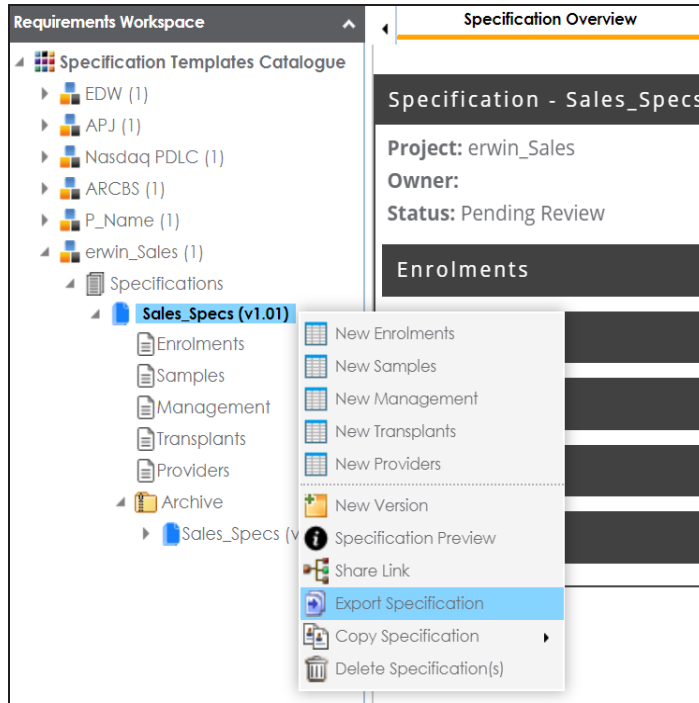 Requirements Workspace
Specification Templates Catalogue
EDW (1)
APJ (1)
Nasdaq PDLC (1)
ARCBS (1)
P_Name (1)
erwin_Sales (1)
Specifications
Sales_Specs (v1.01)
Enrolments
Samples
Management
Transplants
Providers
Archive
Sales_Specs (v
New Enrolments
New Samples
New Management
New Transplants
New Providers
New Version
Specification Preview
Share Link
Export Specification
Copy Specification
Delete Specification(s)
Specification Overview
Specification - Sales_Specs
Project: erwin_Sales
Owner:
Status: Pending Review
Enrolments